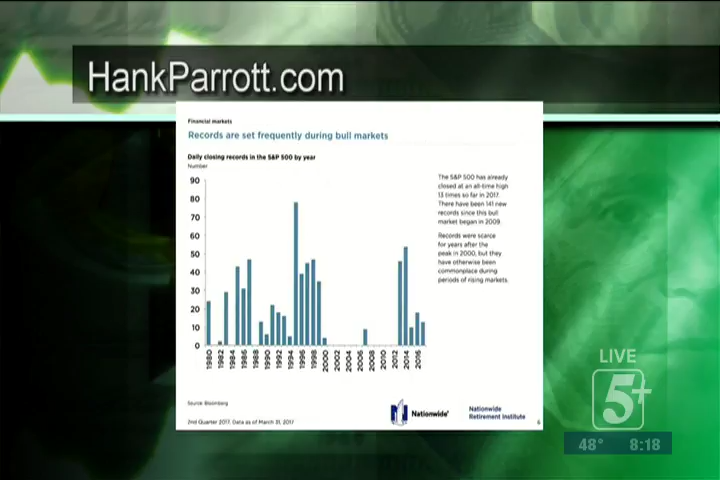 HankParrott.com
Financial markets
Records are set frequently during bull markets
Daily closing records in the S&P 500 by year
Number
90
80
70
60
50
40
30
20
10
0
1980
1982
1984
1986
1988
1990
1992
1994
1996
1998
2000
2002
2004
2006
2008
2010
2012
2014
2016
The S&P 500 has already
closed at an all-time high
13 times so far in 2017.
There have been 141 new
records since this bull
market began in 2009.
Records were scarce
for years after the
peak in 2000, but they
have otherwise been
commonplace during
periods of rising markets.
Source: Bloomberg
2nd Quarter 2017. Data as of March 31, 2017
Nationwide®
Nationwide
Retirement Institute
6
LIVE
5+
48° 8:18